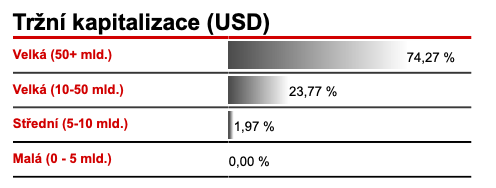 Tržní kapitalizace (USD)
Velká (50+ mld.) 74,27 %
Velká (10-50 mld.) 23,77 %
Střední (5-10 mld.) 1,97 %
Malá (0 - 5 mld.) 0,00 %